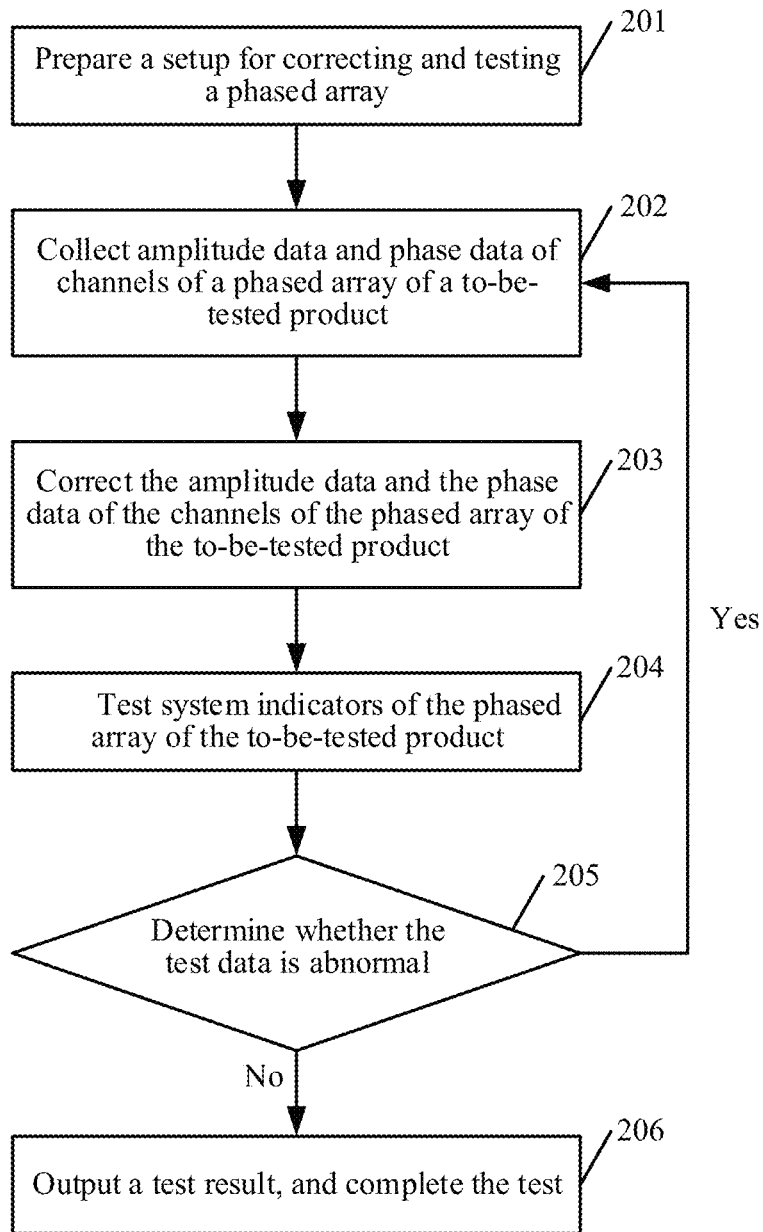 201
Prepare a setup for correcting and testing
a phased array
202
Collect amplitude data and phase data of
channels of a phased array of a to-be-
tested product
203
Correct the amplitude data and the phase
data of the channels of the phased array of
the to-be-tested product
Yes
204
Test system indicators of the phased
array of the to-be-tested product
205
Determine whether the
test data is abnormal
No
206
Output a test result, and complete the test